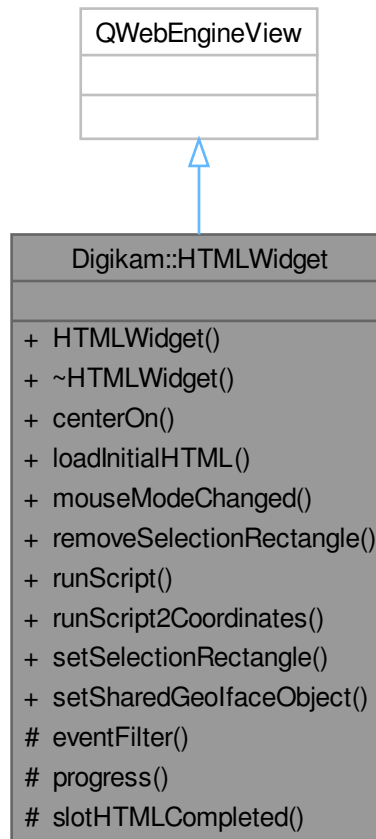 QWebEngineView
Digikam::HTMLWidget
+ HTMLWidget()
+ ~HTMLWidget()
+ centerOn()
+ loadInitialHTML()
+ mouseModeChanged()
+ removeSelectionRectangle()
+ runScript()
+ runScript2Coordinates()
+ setSelectionRectangle()
+ setSharedGeoIfaceObject()
# eventFilter()
# progress()
# slotHTMLCompleted()